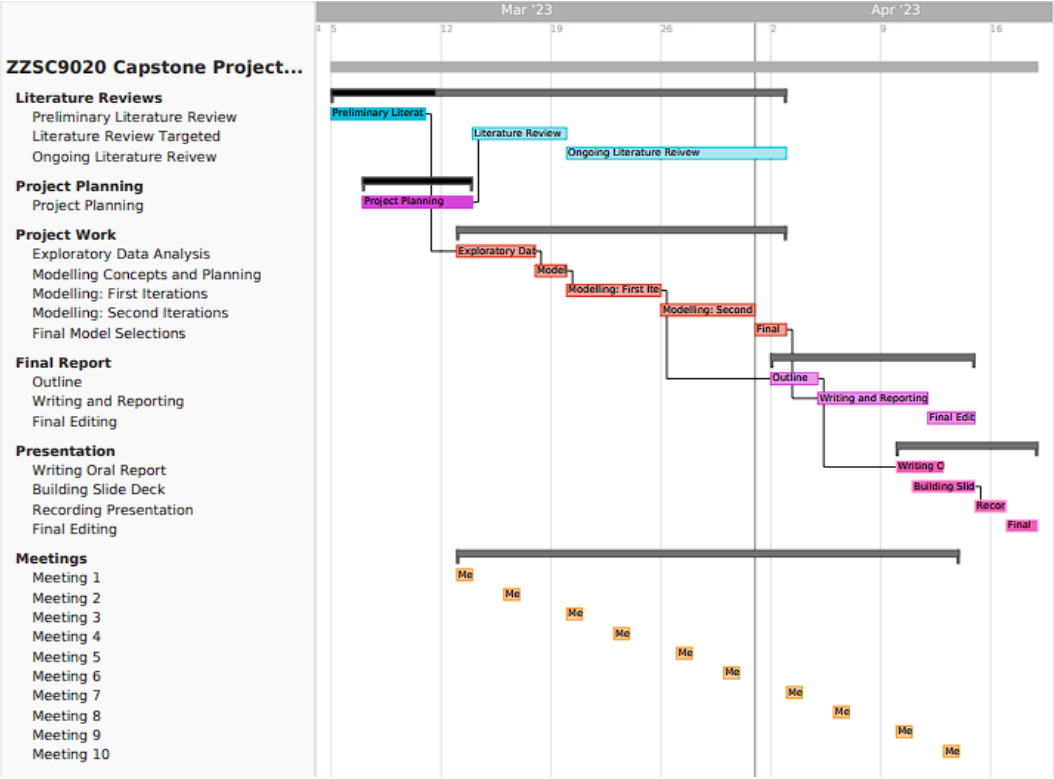 Mar '23 Apr '23
4 5 12 19 26 2 9 16
ZZSC9020 Capstone Project...
Literature Reviews
Preliminary Literature Review Preliminary Literat
Literature Review Targeted Literature Review
Ongoing Literature Reivew Ongoing Literature Reivew
Project Planning
Project Planning Project Planning
Project Work
Exploratory Data Analysis Exploratory Dat
Modelling Concepts and Planning Model
Modelling: First Iterations Modelling: First Ite
Modelling: Second Iterations Modelling: Second
Final Model Selections Final
Final Report
Outline Outline
Writing and Reporting Writing and Reporting
Final Editing Final Edit
Presentation
Writing Oral Report Writing O
Building Slide Deck Building Slid
Recording Presentation Recor
Final Editing Final
Meetings
Meeting 1 Me
Meeting 2 Me
Meeting 3 Me
Meeting 4 Me
Meeting 5 Me
Meeting 6 Me
Meeting 7 Me
Meeting 8 Me
Meeting 9 Me
Meeting 10 Me